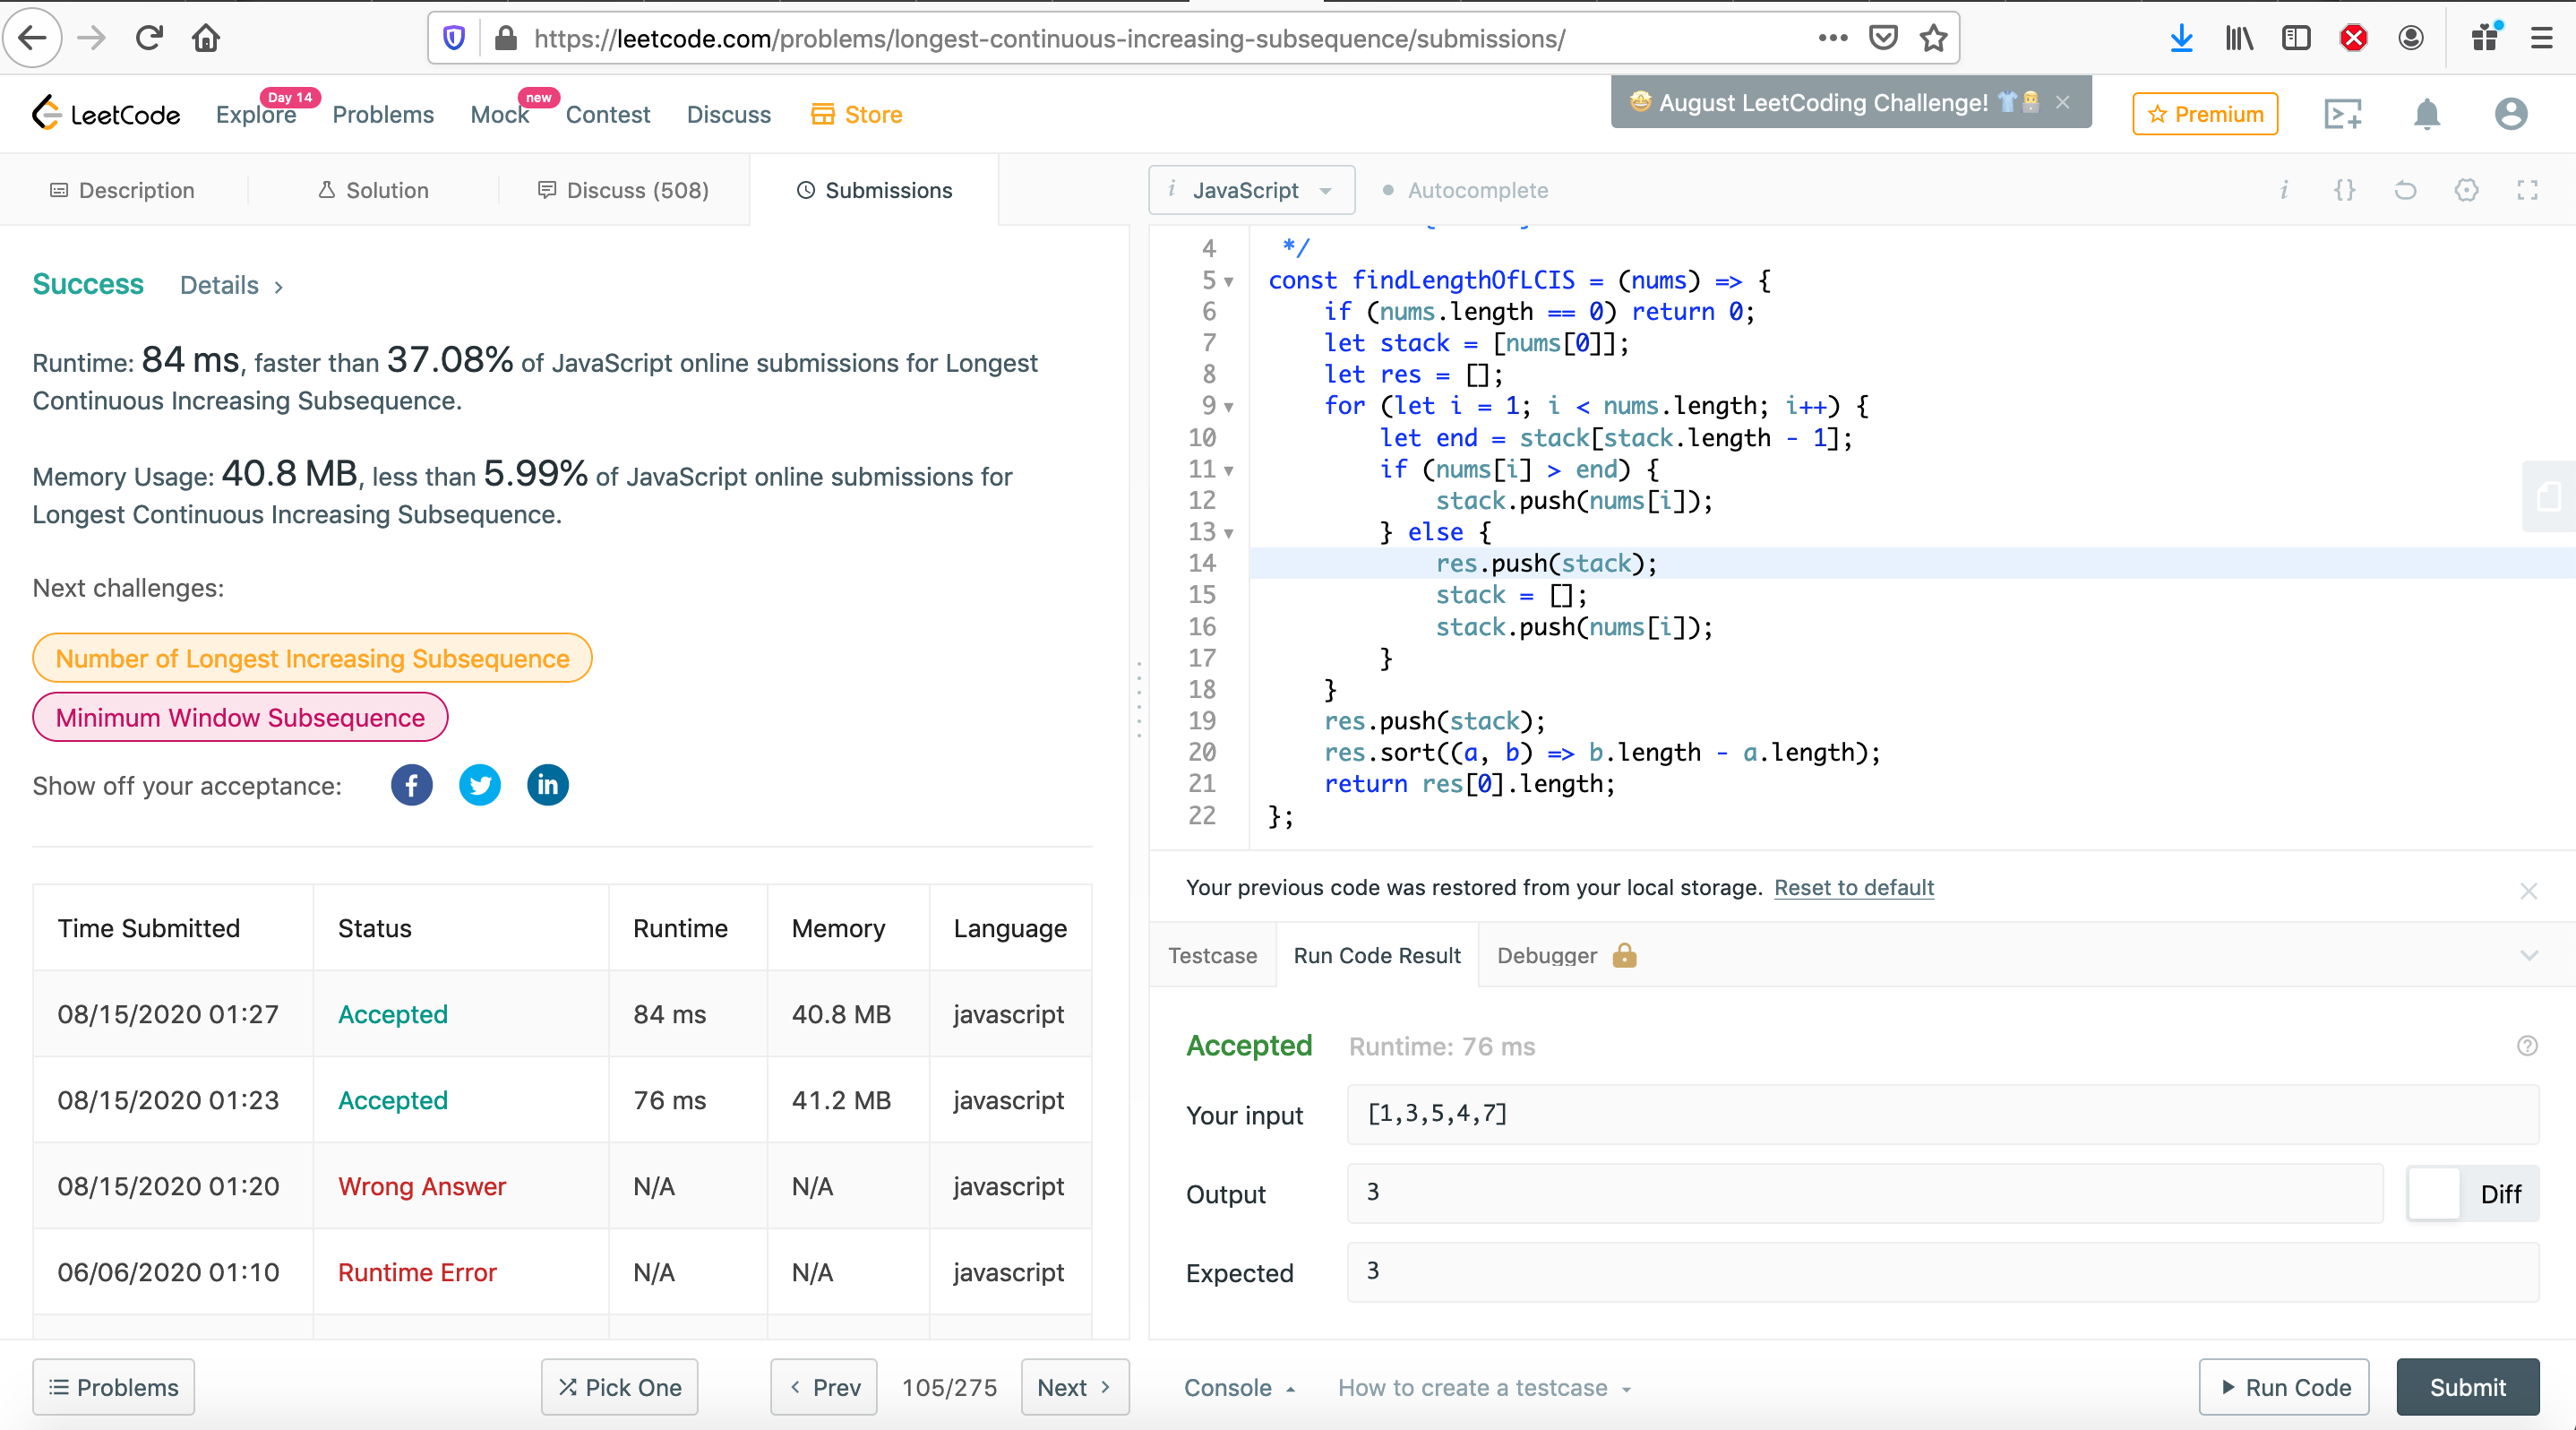 https://leetcode.com/problems/longest-continuous-increasing-subsequence/submissions/
LeetCode
Explore
Day 14
Problems
Mock
new
Contest
Discuss
Store
August LeetCoding Challenge!
Premium
Description
Solution
Discuss (508)
Submissions
Success
Details
Runtime: 84 ms, faster than 37.08% of JavaScript online submissions for Longest
Continuous Increasing Subsequence.
Memory Usage: 40.8 MB, less than 5.99% of JavaScript online submissions for
Longest Continuous Increasing Subsequence.
Next challenges:
Number of Longest Increasing Subsequence
Minimum Window Subsequence
Show off your acceptance:
Time Submitted Status Runtime Memory Language
08/15/2020 01:27 Accepted 84 ms 40.8 MB javascript
08/15/2020 01:23 Accepted 76 ms 41.2 MB javascript
08/15/2020 01:20 Wrong Answer N/A N/A javascript
06/06/2020 01:10 Runtime Error N/A N/A javascript
Problems
Pick One
Prev
105/275
Next
i JavaScript
Autocomplete
i {}
4 */
5 const findLengthOfLCIS = (nums) => {
6 if (nums.length == 0) return 0;
7 let stack = [nums[0]];
8 let res = [];
9 for (let i = 1; i < nums.length; i++) {
10 let end = stack[stack.length - 1];
11 if (nums[i] > end) {
12 stack.push(nums[i]);
13 } else {
14 res.push(stack);
15 stack = [];
16 stack.push(nums[i]);
17 }
18 }
19 res.push(stack);
20 res.sort((a, b) => b.length - a.length);
21 return res[0].length;
22 };
Your previous code was restored from your local storage. Reset to default
Testcase
Run Code Result
Debugger
Accepted
Runtime: 76 ms
Your input
[1,3,5,4,7]
Output
3
Diff
Expected
3
Console
How to create a testcase
Run Code
Submit